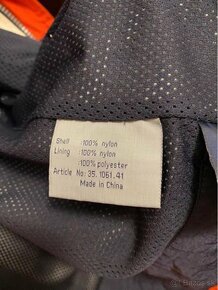 Shell :100% nylon
Lining :100% nylon
:100% polyester
Article No: 35.1061.41
Made in China